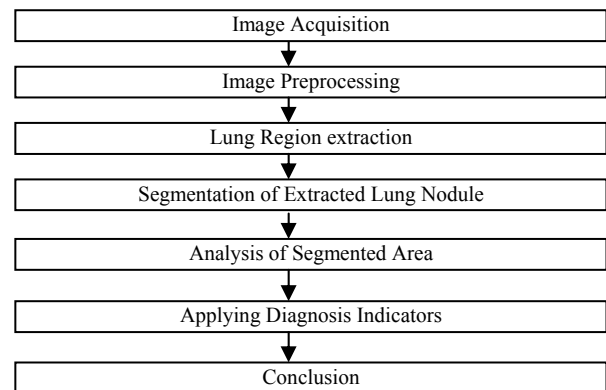 Image Acquisition
Image Preprocessing
Lung Region extraction
Segmentation of Extracted Lung Nodule
Analysis of Segmented Area
Applying Diagnosis Indicators
Conclusion